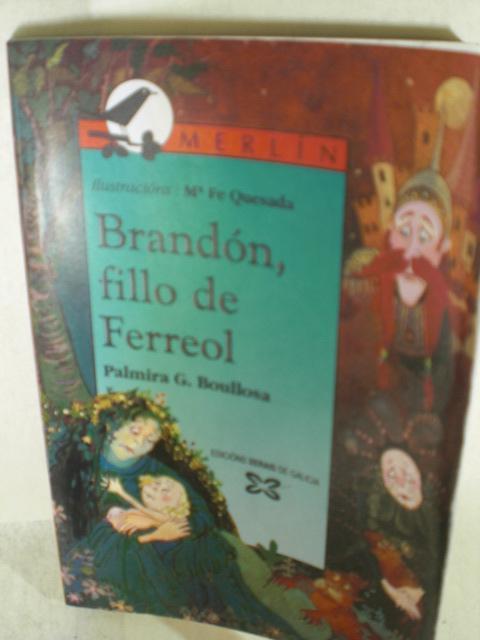 MERLÍN
Ilustracións: Mª Fe Quesada
Brandón,
fillo de
Ferreol
Palmira G. Boullosa
EDICIÓNS XERAIS DE GALICIA